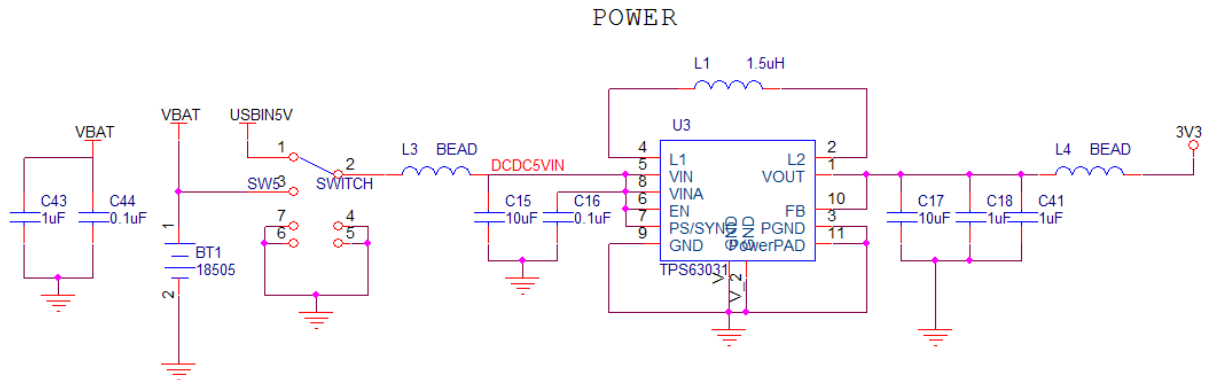 POWER
L1 1.5uH
VBAT USBIN5V
VBAT
U3
3V3
1
4 2
L3 BEAD
L4 BEAD
L1 L2
2
DCDC5VIN
5 1
VIN VOUT
3
SW5 SWITCH
8
VINA
C43
1uF
C44
0.1uF
C15
10uF
C16
0.1uF
6 10
EN FB
C17
10uF
C18
1uF
C41
1uF
7 4
7 3
PS/SYNC PGND
1
6 5
9 11
GND PowerPAD
GND
GND
BT1
18505
TPS63031
V
V_2
2